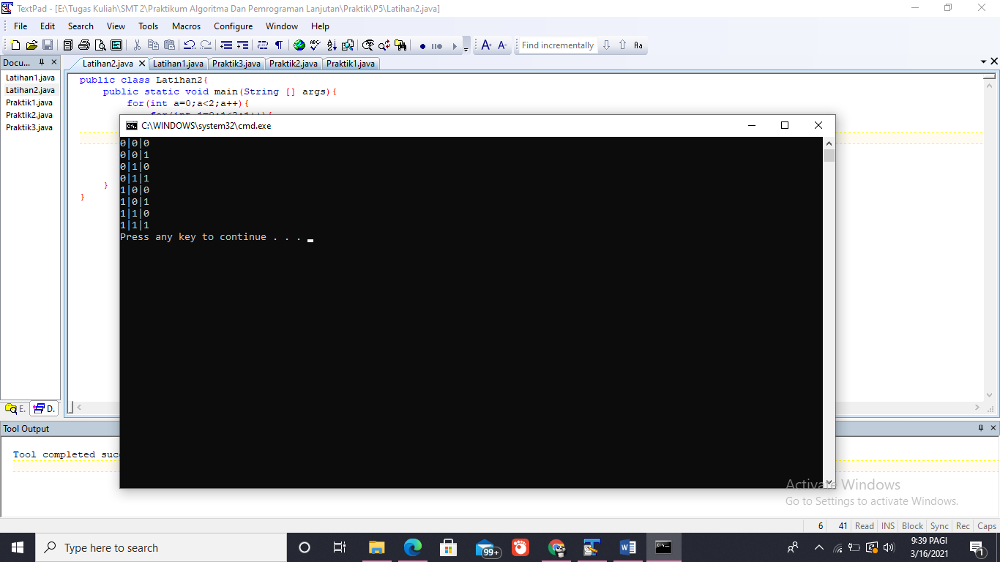 TextPad - [E:\Tugas Kuliah\SMT 2\Praktikum Algoritma Dan Pemrograman Lanjutan\Praktik\P5\Latihan2.java]
File Edit Search View Tools Macros Configure Window Help
Find incrementally
Docu...
Latihan2.java Latihan1.java Praktik3.java Praktik2.java Praktik1.java
Latihan1.java
Latihan2.java
Praktik1.java
Praktik2.java
Praktik3.java
public class Latihan2{
public static void main(String [] args){
for(int a=0;a<2;a++){
}
}
C:\WINDOWS\system32\cmd.exe
0|0|0
0|0|1
0|1|0
0|1|1
1|0|0
1|0|1
1|1|0
1|1|1
Press any key to continue . . .
E. D.
Tool Output
Tool completed suc
Activate Windows
Go to Settings to activate Windows.
6 41 Read INS Block Sync Rec Caps
Type here to search
99+
9:39 PAGI
3/16/2021
1